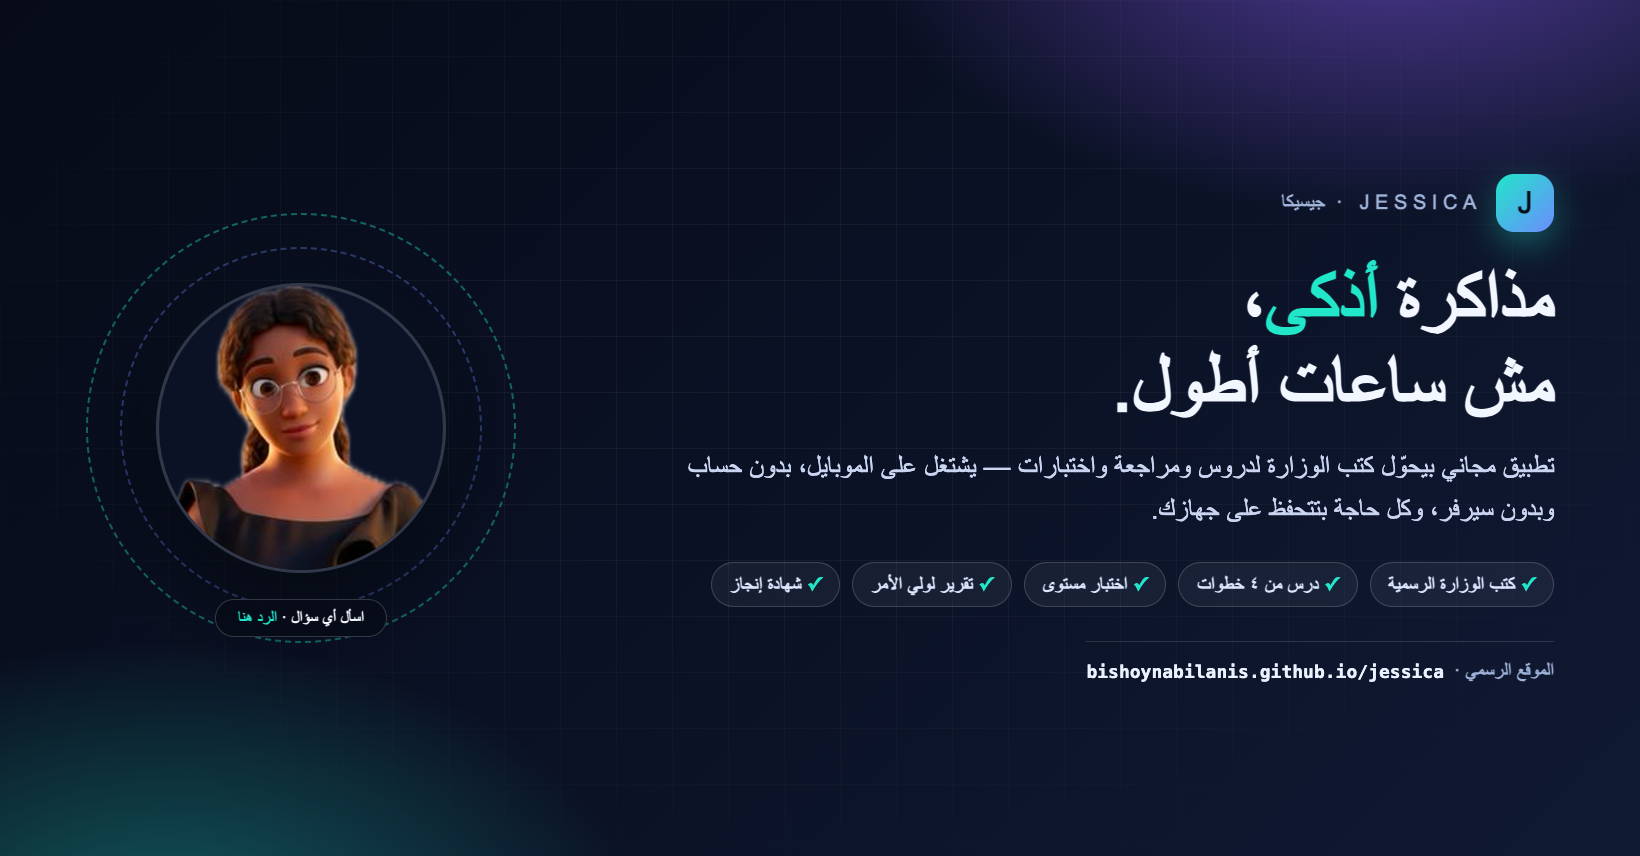 J
JESSICA · جيسيكا
مذاكرة أذكى،
مش ساعات أطول.
تطبيق مجاني بيحوّل كتب الوزارة لدروس ومراجعة واختبارات — يشتغل على الموبايل، بدون حساب
وبدون سيرفر، وكل حاجة بتتحفظ على جهازك.
✔ كتب الوزارة الرسمية
✔ درس من ٤ خطوات
✔ اختبار مستوى
✔ تقرير لولي الأمر
✔ شهادة إنجاز
الموقع الرسمي · bishoynabilanis.github.io/jessica
اسأل أي سؤال · الرد هنا